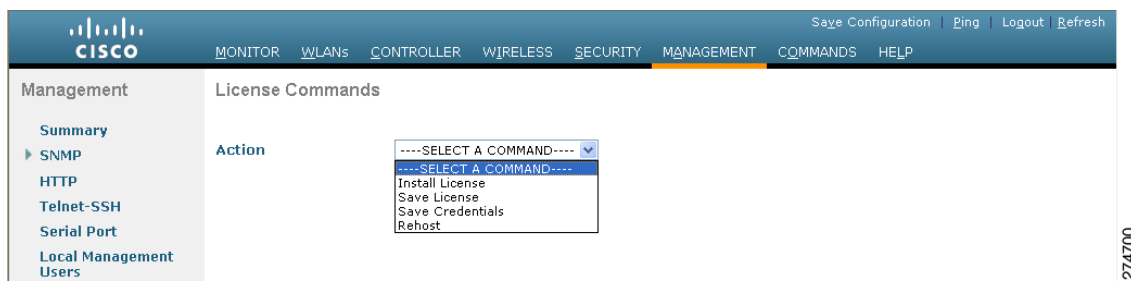 Save Configuration | Ping | Logout | Refresh
CISCO
MONITOR WLANs CONTROLLER WIRELESS SECURITY MANAGEMENT COMMANDS HELP
Management
License Commands
Summary
SNMP
HTTP
Telnet-SSH
Serial Port
Local Management
Users
Action
----SELECT A COMMAND----
----SELECT A COMMAND----
Install License
Save License
Save Credentials
Rehost
274700